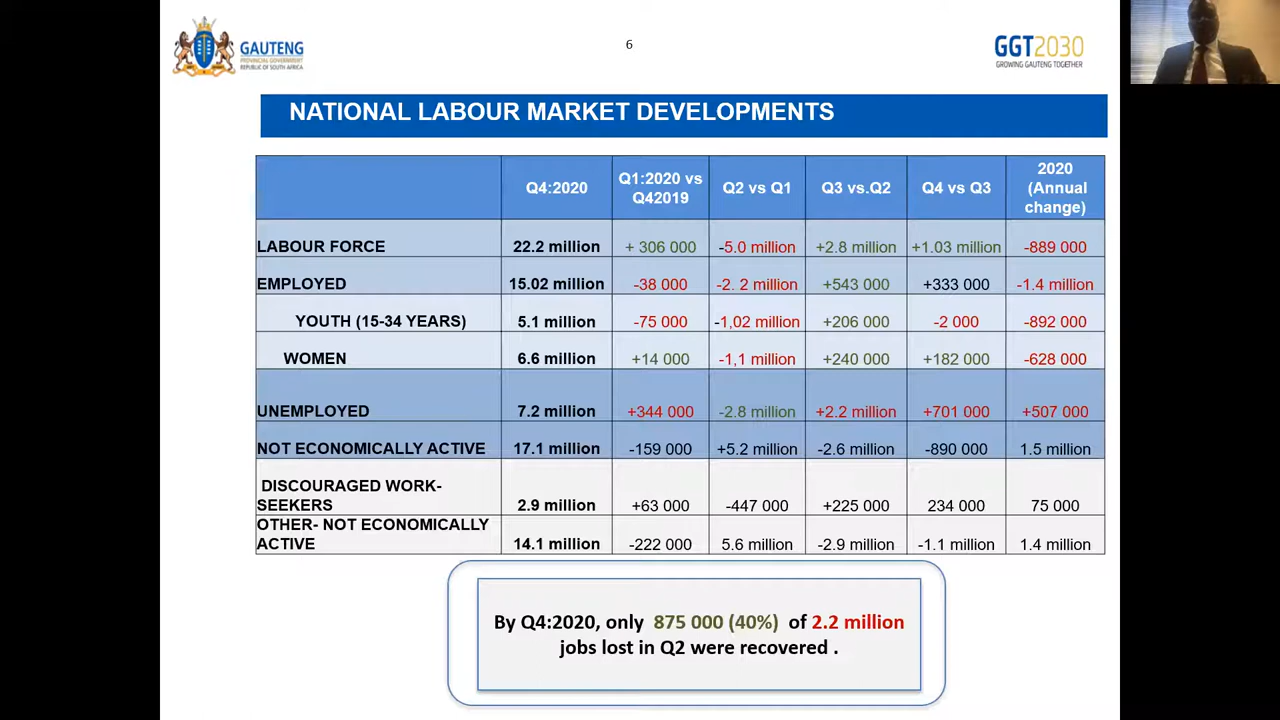 GAUTENG
PROVINCIAL GOVERNMENT
REPUBLIC OF SOUTH AFRICA
6
GGT2030
GROWING GAUTENG TOGETHER
NATIONAL LABOUR MARKET DEVELOPMENTS
Q4:2020 Q1:2020 vs Q42019 Q2 vs Q1 Q3 vs.Q2 Q4 vs Q3 2020 (Annual change)
LABOUR FORCE 22.2 million + 306 000 -5.0 million +2.8 million +1.03 million -889 000
EMPLOYED 15.02 million -38 000 -2. 2 million +543 000 +333 000 -1.4 million
YOUTH (15-34 YEARS) 5.1 million -75 000 -1,02 million +206 000 -2 000 -892 000
WOMEN 6.6 million +14 000 -1,1 million +240 000 +182 000 -628 000
UNEMPLOYED 7.2 million +344 000 -2.8 million +2.2 million +701 000 +507 000
NOT ECONOMICALLY ACTIVE 17.1 million -159 000 +5.2 million -2.6 million -890 000 1.5 million
DISCOURAGED WORK-
SEEKERS 2.9 million +63 000 -447 000 +225 000 234 000 75 000
OTHER- NOT ECONOMICALLY
ACTIVE 14.1 million -222 000 5.6 million -2.9 million -1.1 million 1.4 million
By Q4:2020, only 875 000 (40%) of 2.2 million
jobs lost in Q2 were recovered .